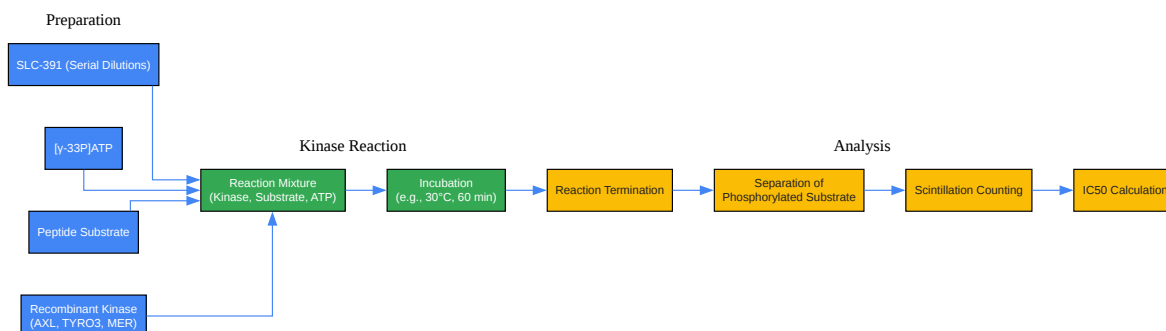 Preparation
SLC-391 (Serial Dilutions)
[γ-33P]ATP
Peptide Substrate
Recombinant Kinase
(AXL, TYRO3, MER)
Kinase Reaction
Reaction Mixture
(Kinase, Substrate, ATP)
Incubation
(e.g., 30°C, 60 min)
Analysis
Reaction Termination
Separation of
Phosphorylated Substrate
Scintillation Counting
IC50 Calculation